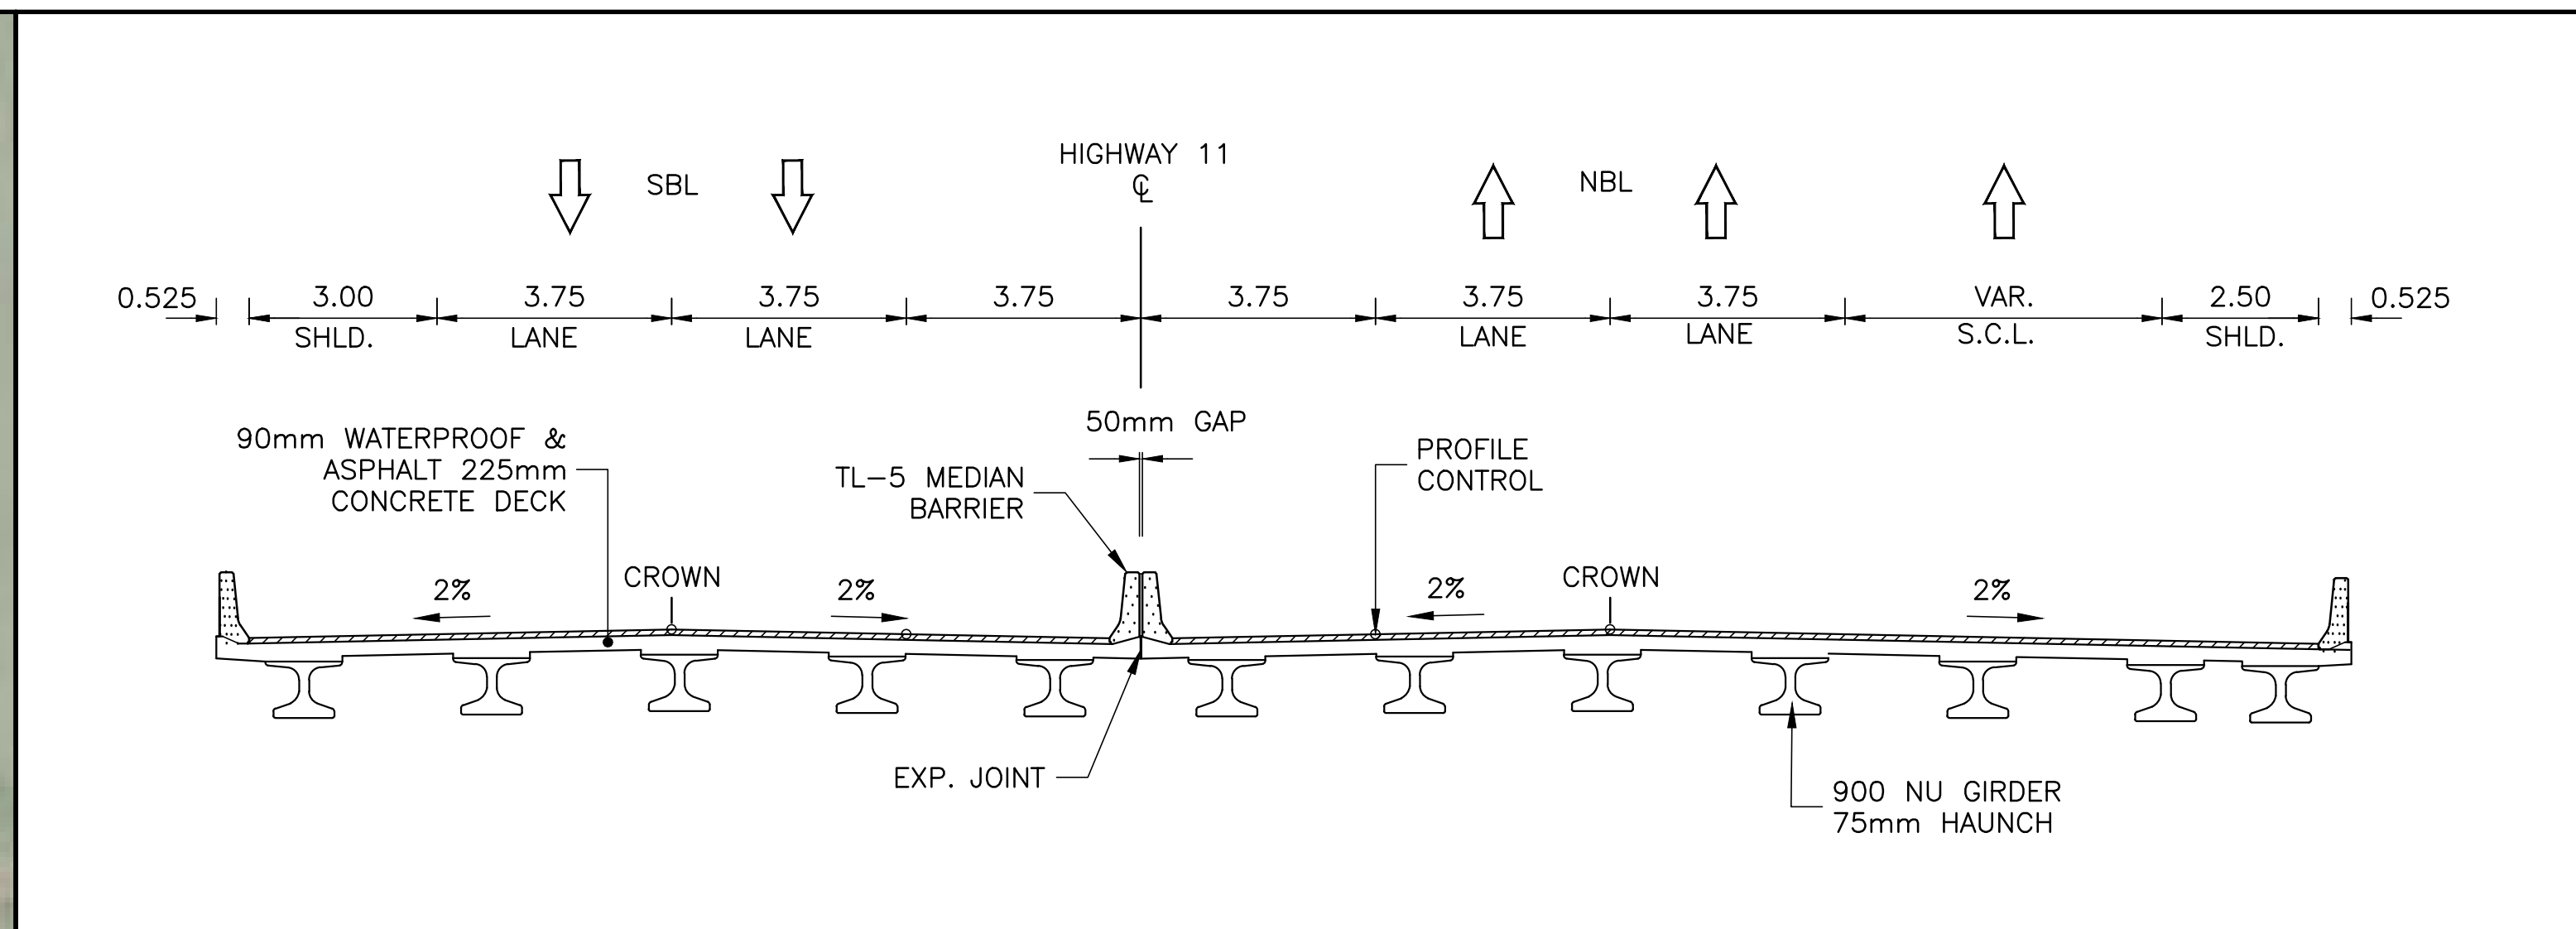 HIGHWAY 11
℄
SBL
NBL
0.525
3.00
3.75
3.75
3.75
3.75
3.75
3.75
VAR.
2.50
0.525
SHLD.
LANE
LANE
LANE
LANE
S.C.L.
SHLD.
50mm GAP
90mm WATERPROOF &
ASPHALT 225mm
CONCRETE DECK
TL-5 MEDIAN
BARRIER
PROFILE
CONTROL
2%
CROWN
2%
2%
CROWN
2%
EXP. JOINT
900 NU GIRDER
75mm HAUNCH